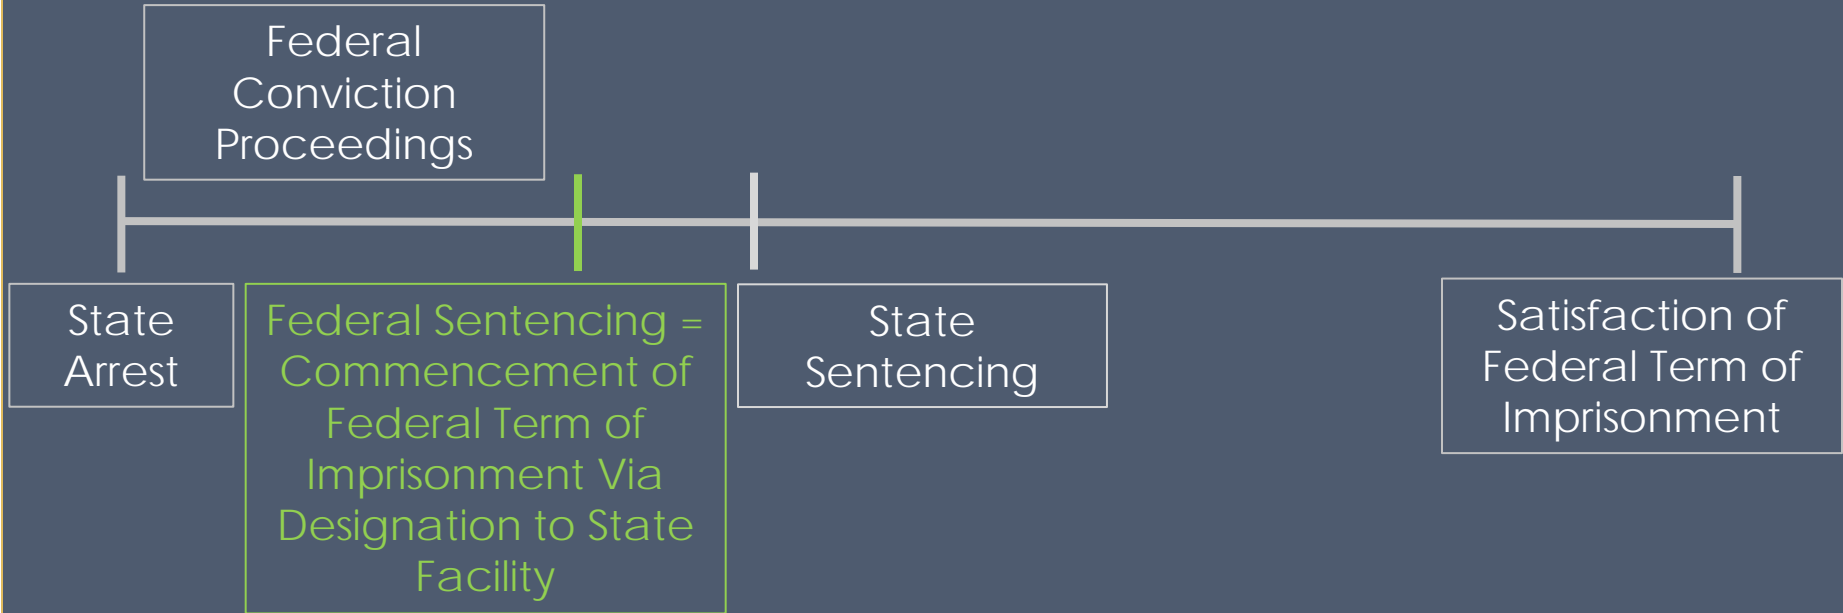 Federal
Conviction
Proceedings
State
Arrest
Federal Sentencing =
Commencement of
Federal Term of
Imprisonment Via
Designation to State
Facility
State
Sentencing
Satisfaction of
Federal Term of
Imprisonment